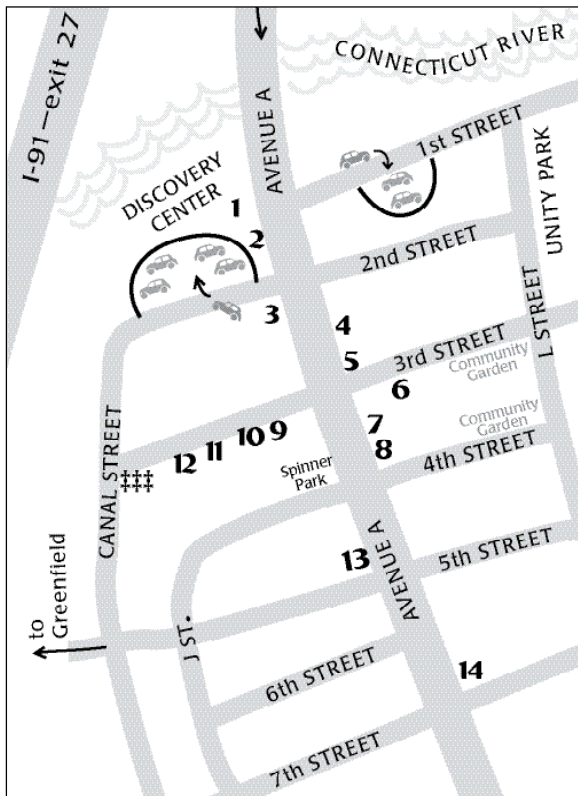 I-91—exit 27
CONNECTICUT RIVER
AVENUE A
1st STREET
DISCOVERY
CENTER
1
2
UNITY PARK
2nd STREET
3
4
L STREET
3rd STREET
5
Community
Garden
6
CANAL STREET
7
Community
Garden
8
9
10
11
12
Spinner
Park
4th STREET
13
AVENUE A
5th STREET
to
Greenfield
J ST.
6th STREET
14
7th STREET